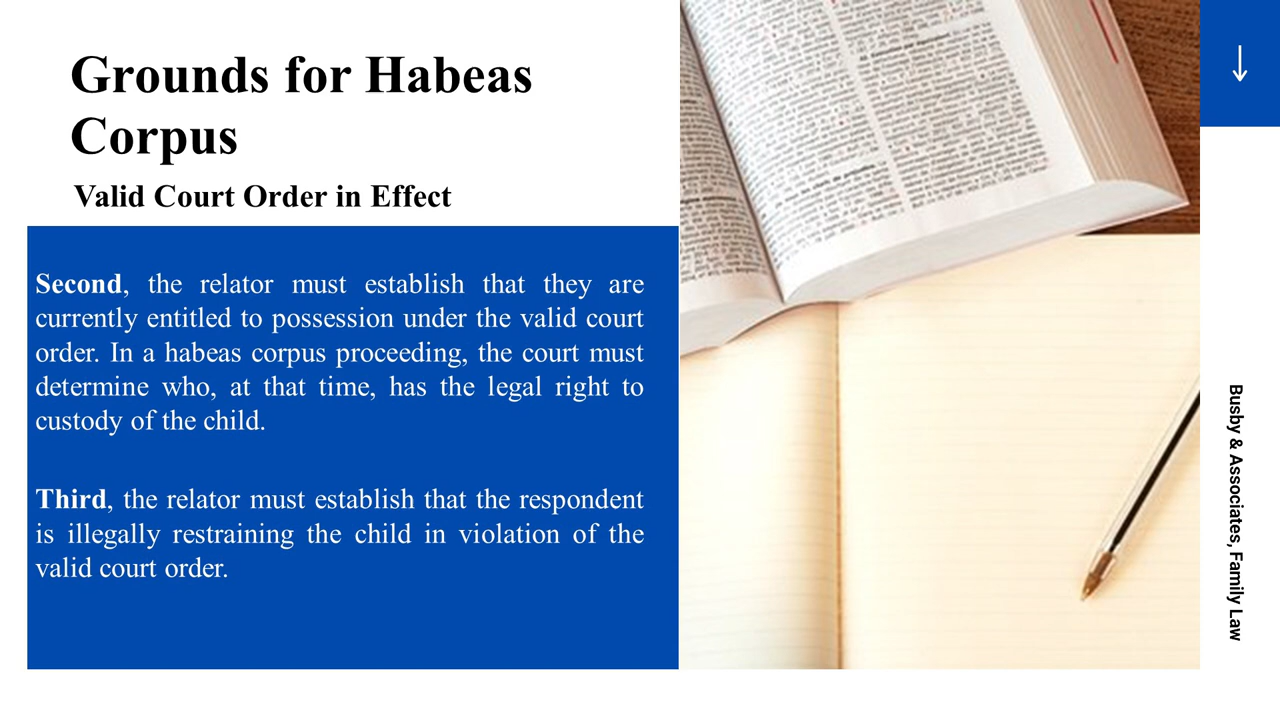 Grounds for Habeas
Corpus
Valid Court Order in Effect
Second, the relator must establish that they are
currently entitled to possession under the valid court
order. In a habeas corpus proceeding, the court must
determine who, at that time, has the legal right to
custody of the child.
Third, the relator must establish that the respondent
is illegally restraining the child in violation of the
valid court order.
Busby & Associates, Family Law